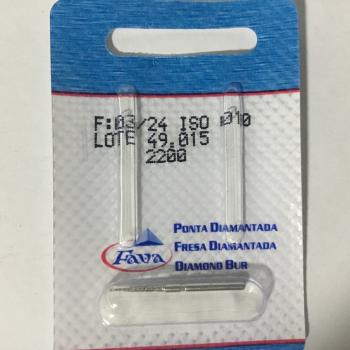 F:03/24 ISO 010
LOTE 49.015
2200
PONTA DIAMANTADA
Fava
FRESA DIAMANTADA
DIAMOND BUR